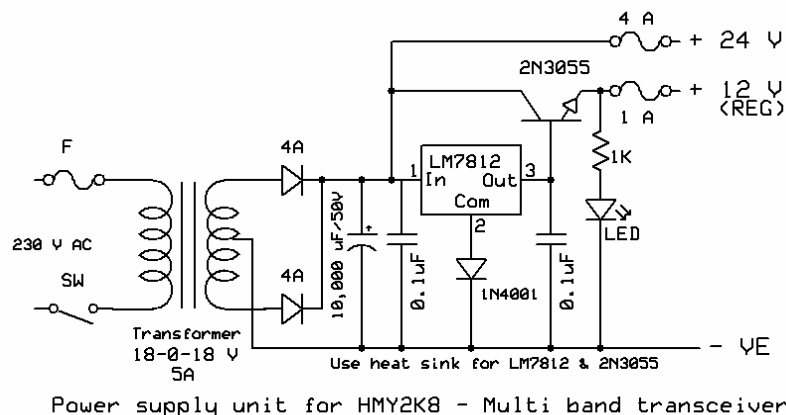 4 A
+ 24 V
2N3055
+ 12 V
(REG)
1 A
F
4A
LM7812
1 In Out 3
Com
2
1K
LED
230 V AC
SW
4A
10,000 uF/50V
+
0.1uF
1N4001
0.1uF
Transformer
18-0-18 V
5A
Use heat sink for LM7812 & 2N3055
- VE
Power supply unit for HMY2K8 - Multi band transceiver